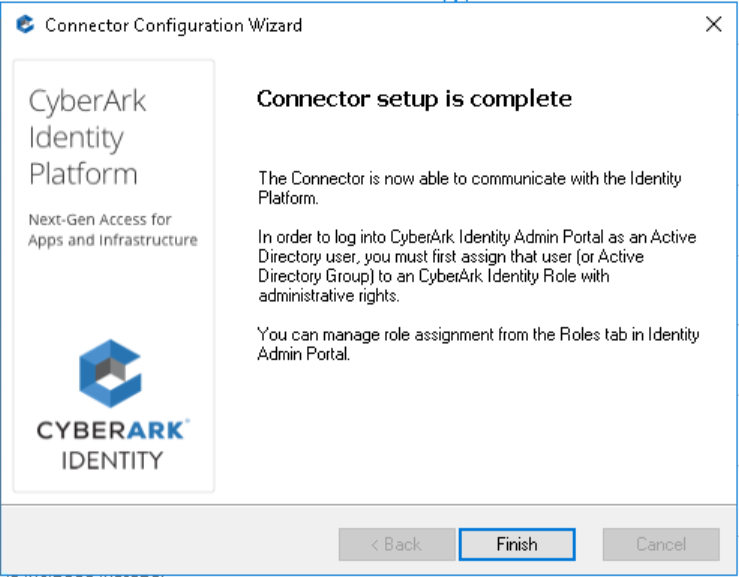 Connector Configuration Wizard
CyberArk
Identity
Platform
Next-Gen Access for
Apps and Infrastructure
CYBERARK
IDENTITY
Connector setup is complete
The Connector is now able to communicate with the Identity
Platform.
In order to log into CyberArk Identity Admin Portal as an Active
Directory user, you must first assign that user (or Active
Directory Group) to an CyberArk Identity Role with
administrative rights.
You can manage role assignment from the Roles tab in Identity
Admin Portal.
< Back
Finish
Cancel